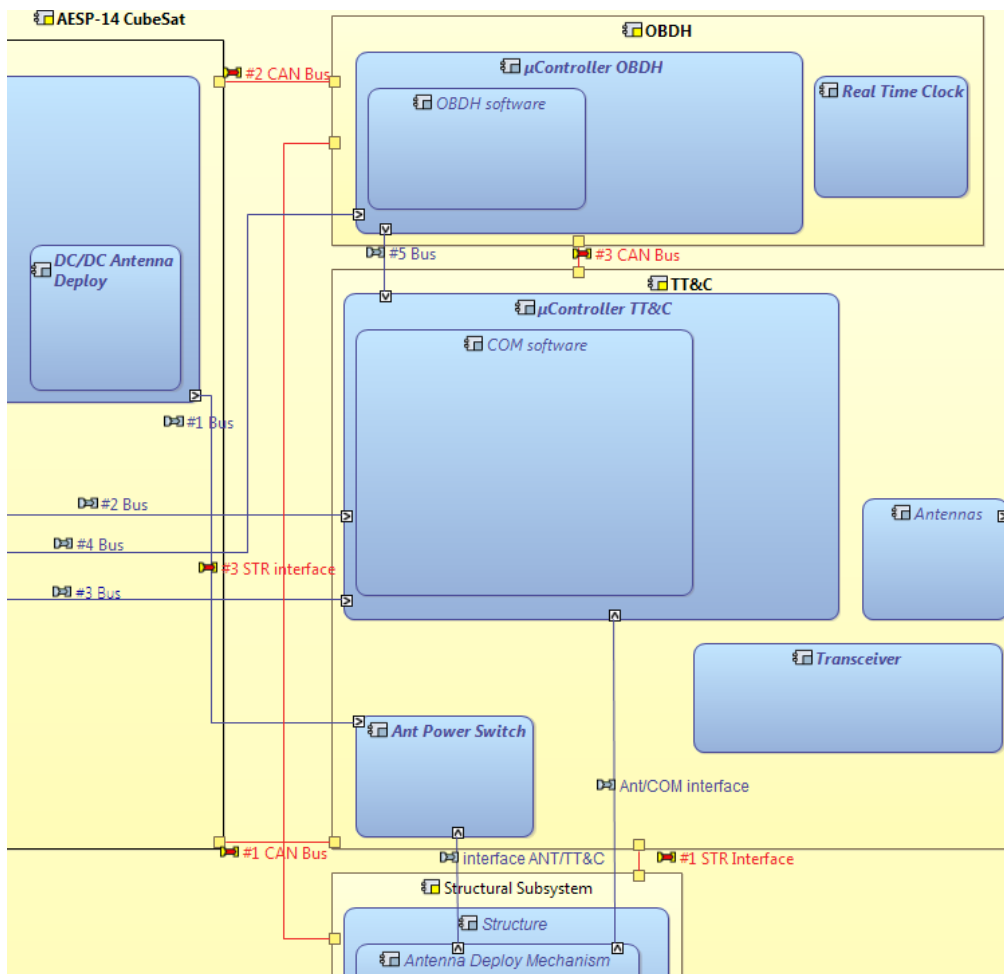 AESP-14 CubeSat
OBDH
#2 CAN Bus
µController OBDH
OBDH software
Real Time Clock
#5 Bus
#3 CAN Bus
DC/DC Antenna
Deploy
TT&C
µController TT&C
COM software
#1 Bus
#2 Bus
Antennas
#4 Bus
#3 STR interface
#3 Bus
Transceiver
Ant Power Switch
Ant/COM interface
#1 CAN Bus
interface ANT/TT&C
#1 STR Interface
Structural Subsystem
Structure
Antenna Deploy Mechanism